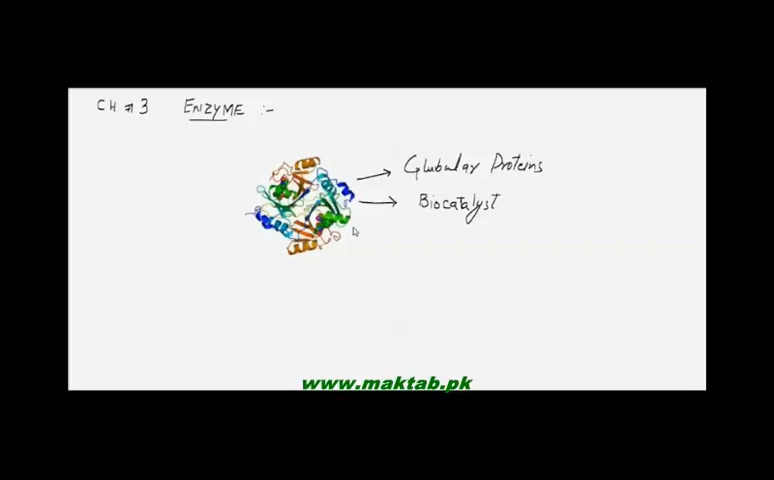 CH # 3 ENZYME :-
Globular Proteins
Biocatalyst
www.maktab.pk